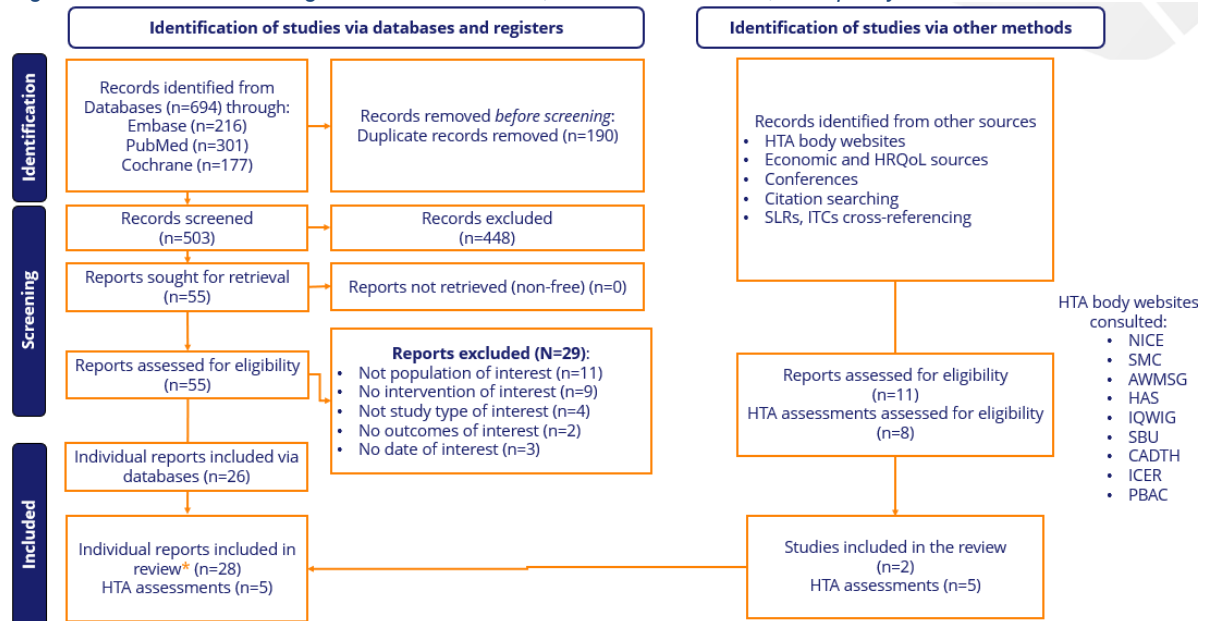 Identification of studies via databases and registers
Identification of studies via other methods
Identification
Records identified from
Databases (n=694) through:
Embase (n=216)
PubMed (n=301)
Cochrane (n=177)
Records removed before screening:
Duplicate records removed (n=190)
Records identified from other sources
• HTA body websites
• Economic and HRQoL sources
• Conferences
• Citation searching
• SLRs, ITCs cross-referencing
Screening
Records screened
(n=503)
Records excluded
(n=448)
Reports sought for retrieval
(n=55)
Reports not retrieved (non-free) (n=0)
Reports assessed for eligibility
(n=55)
Reports excluded (N=29):
• Not population of interest (n=11)
• No intervention of interest (n=9)
• Not study type of interest (n=4)
• No outcomes of interest (n=2)
• No date of interest (n=3)
Reports assessed for eligibility
(n=11)
HTA assessments assessed for eligibility
(n=8)
HTA body websites
consulted:
• NICE
• SMC
• AWMSG
• HAS
• IQWIG
• SBU
• CADTH
• ICER
• PBAC
Included
Individual reports included via
databases (n=26)
Individual reports included in
review* (n=28)
HTA assessments (n=5)
Studies included in the review
(n=2)
HTA assessments (n=5)